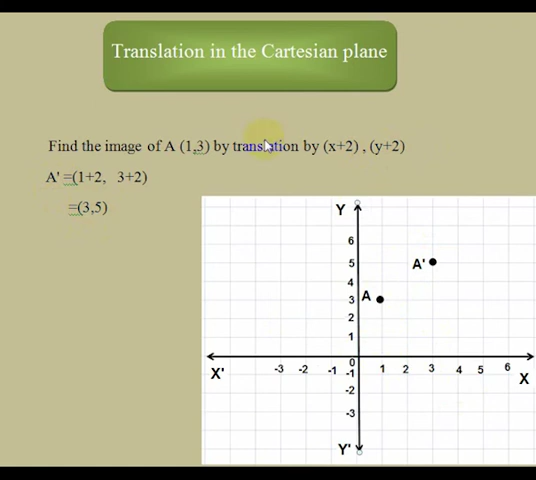 Translation in the Cartesian plane
Find the image of A (1,3) by translation by (x+2) , (y+2)
A' =(1+2, 3+2)
=(3,5)
Y
6
5
A'
4
3
A
2
1
0
X'
-3
-2
-1
1
2
3
4
5
6
X
-1
-2
-3
Y'